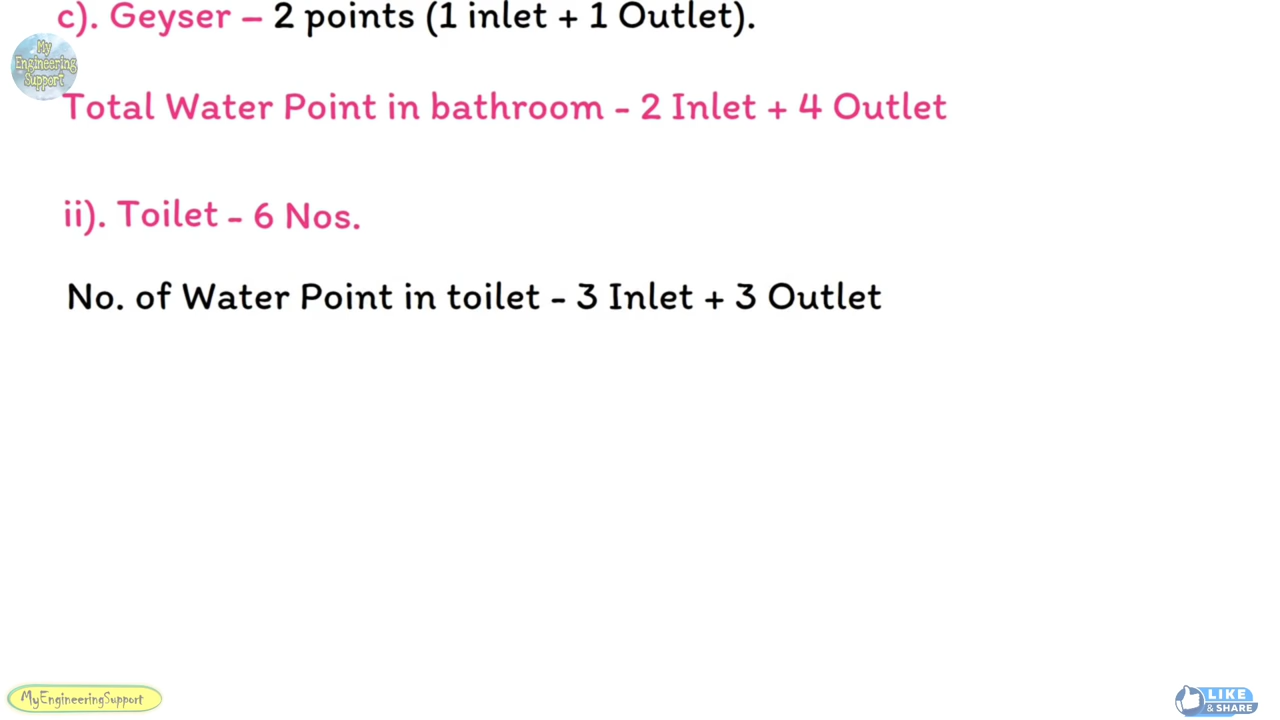 c). Geyser – 2 points (1 inlet + 1 Outlet).
My
Engineering
Support
Total Water Point in bathroom - 2 Inlet + 4 Outlet
ii). Toilet - 6 Nos.
No. of Water Point in toilet - 3 Inlet + 3 Outlet
MyEngineeringSupport
LIKE
& SHARE